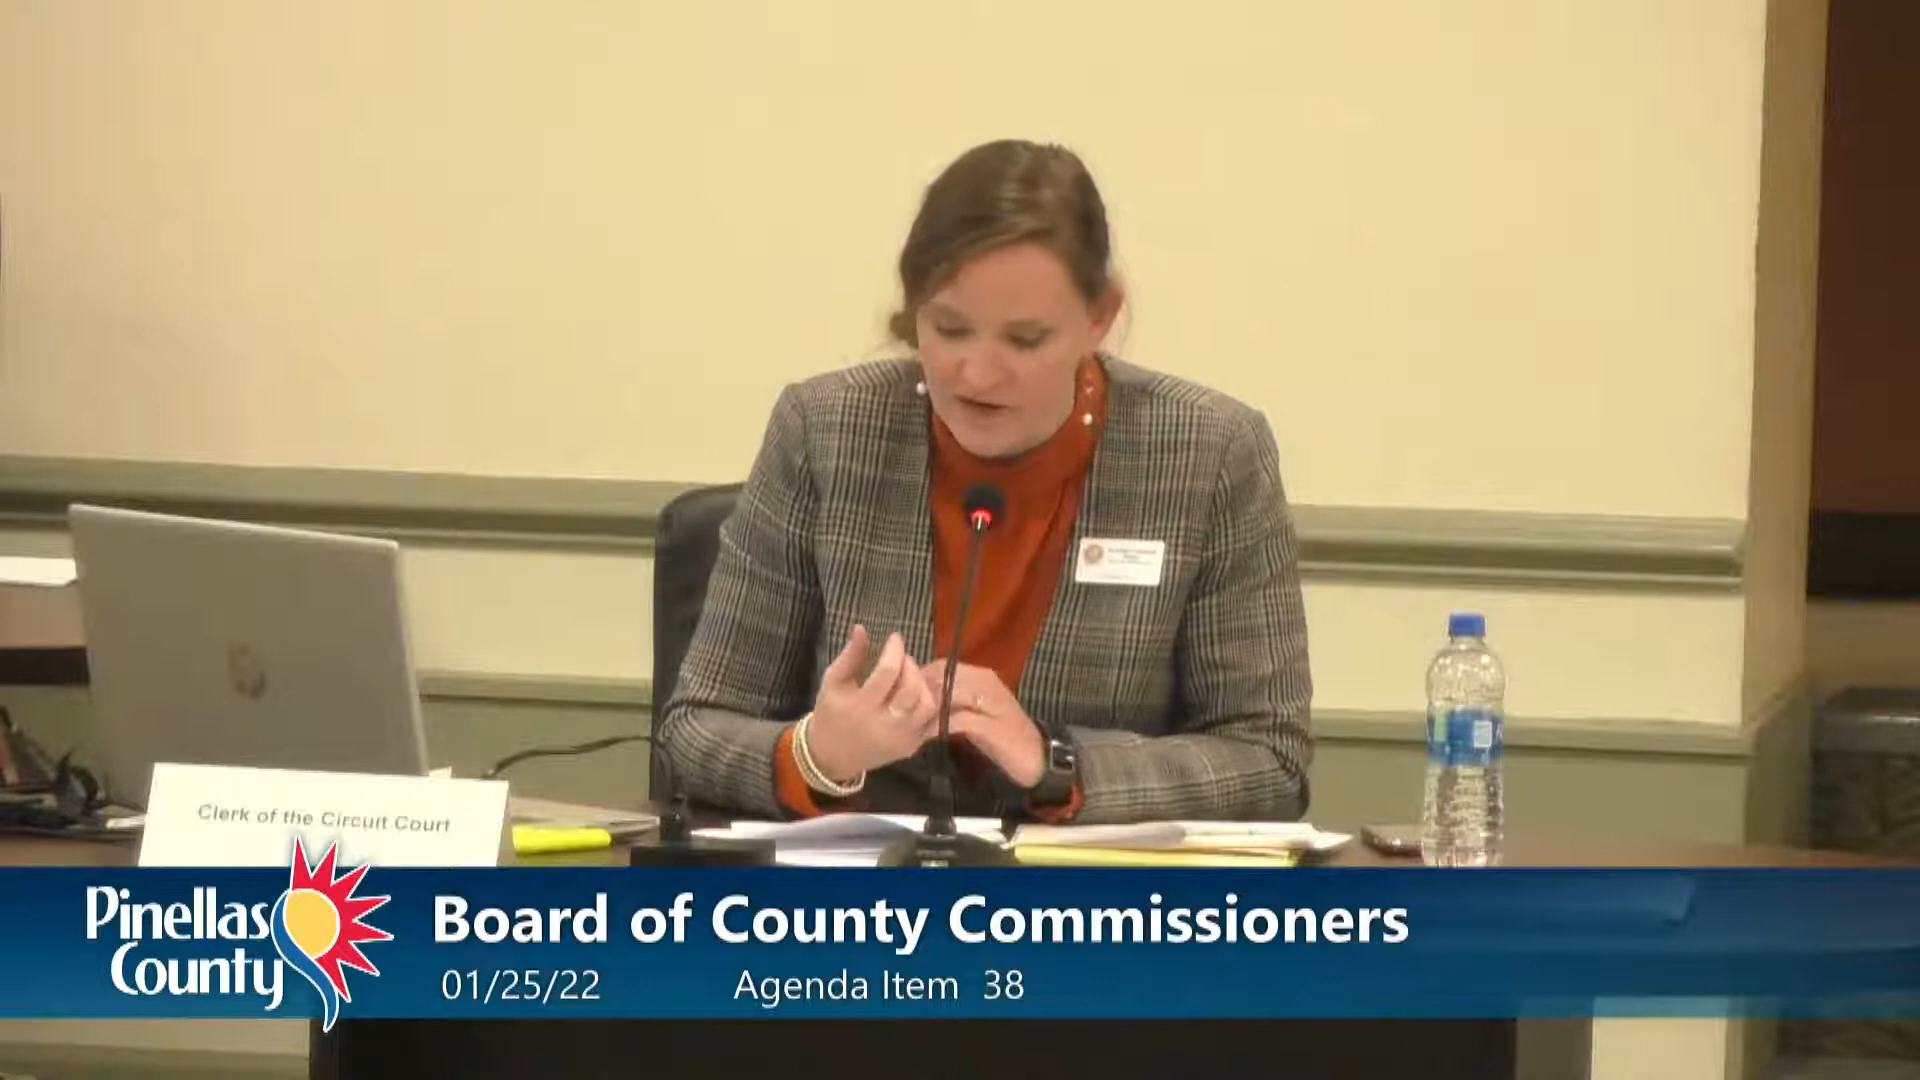 Clerk of the Circuit Court
Pinellas
County
Board of County Commissioners
01/25/22 Agenda Item 38